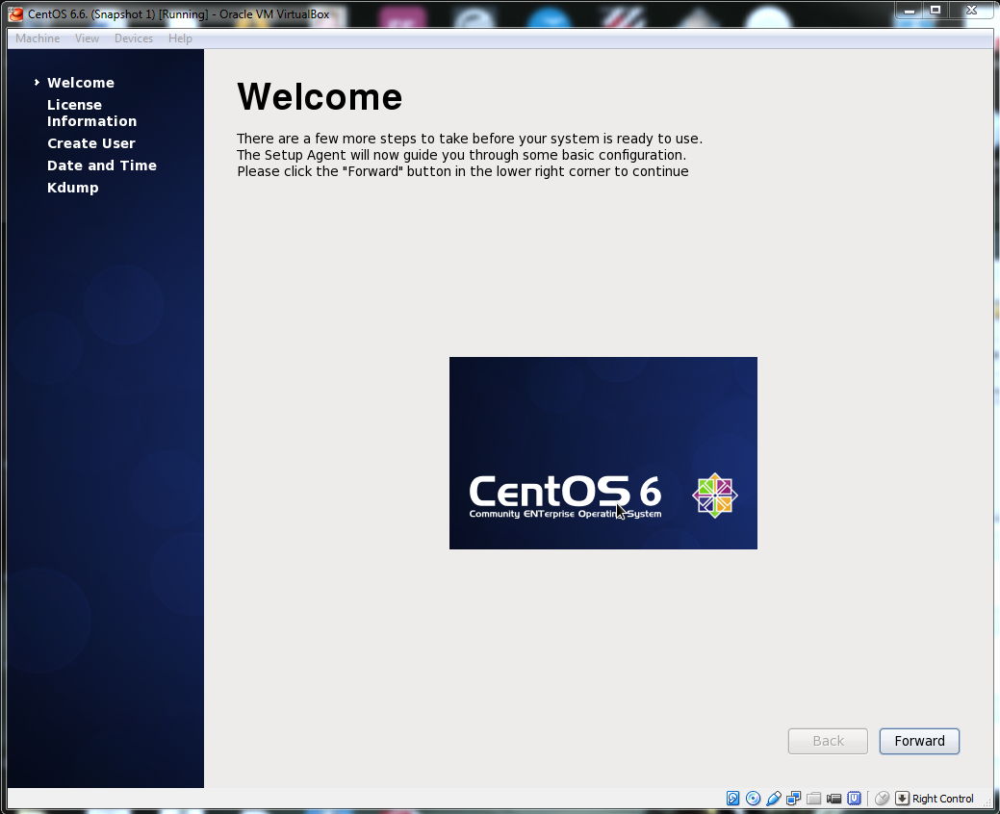 CentOS 6.6. (Snapshot 1) [Running] - Oracle VM VirtualBox
Machine View Devices Help
Welcome
License
Information
Create User
Date and Time
Kdump
Welcome
There are a few more steps to take before your system is ready to use.
The Setup Agent will now guide you through some basic configuration.
Please click the "Forward" button in the lower right corner to continue
CentOS 6
Community ENTerprise Operating System
Back
Forward
Right Control